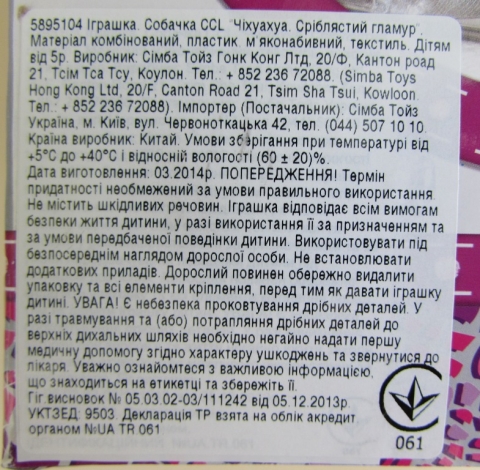 5895104 Іграшка. Собачка CCL "Чіхуахуа. Сріблястий гламур".
Матеріал комбінований, пластик. м яконабивний, текстиль. Дітям
від 5р. Виробник: Сімба Тойз Гонк Конг Лтд, 20/Ф, Кантон роад
21, Тсім Тса Тсу, Коулон. Тел.: + 852 236 72088. (Simba Toys
Hong Kong Ltd, 20/F, Canton Road 21, Tsim Sha Tsui, Kowloon.
Тел.: + 852 236 72088). Імпортер (Постачальник): Сімба Тойз
Україна, м. Київ, вул. Червоноткацька 42, тел. (044) 507 10 10.
Країна виробник: Китай. Умови зберігання при температурі від
+5°С до +40°С і відносній вологості (60 ± 20)%.
Дата виготовлення: 03.2014р. ПОПЕРЕДЖЕННЯ! Термін
придатності необмежений за умови правильного використання.
Не містить шкідливих речовин. Іграшка відповідає всім вимогам
безпеки життя дитини, у разі використання її за призначенням та
за умови передбаченої поведінки дитини. Використовувати під
безпосереднім наглядом дорослої особи. Не встановлювати
додаткових приладів. Дорослий повинен обережно видалити
упаковку та всі елементи кріплення, перед тим як давати іграшку
дитині. УВАГА! Є небезпека проковтування дрібних деталей. У
разі травмування та (або) потрапляння дрібних деталей до
верхніх дихальних шляхів необхідно негайно надати першу
медичну допомогу згідно характеру ушкоджень та звернутися до
лікаря. Уважно ознайомтеся з важливою інформацією,
що знаходиться на етикетці та збережіть її.
Гіг.висновок № 05.03.02-03/111242 від 05.12.2013р.
УКТЗЕД: 9503. Декларація ТР взята на облік акредит.
органом №UA TR.061
061